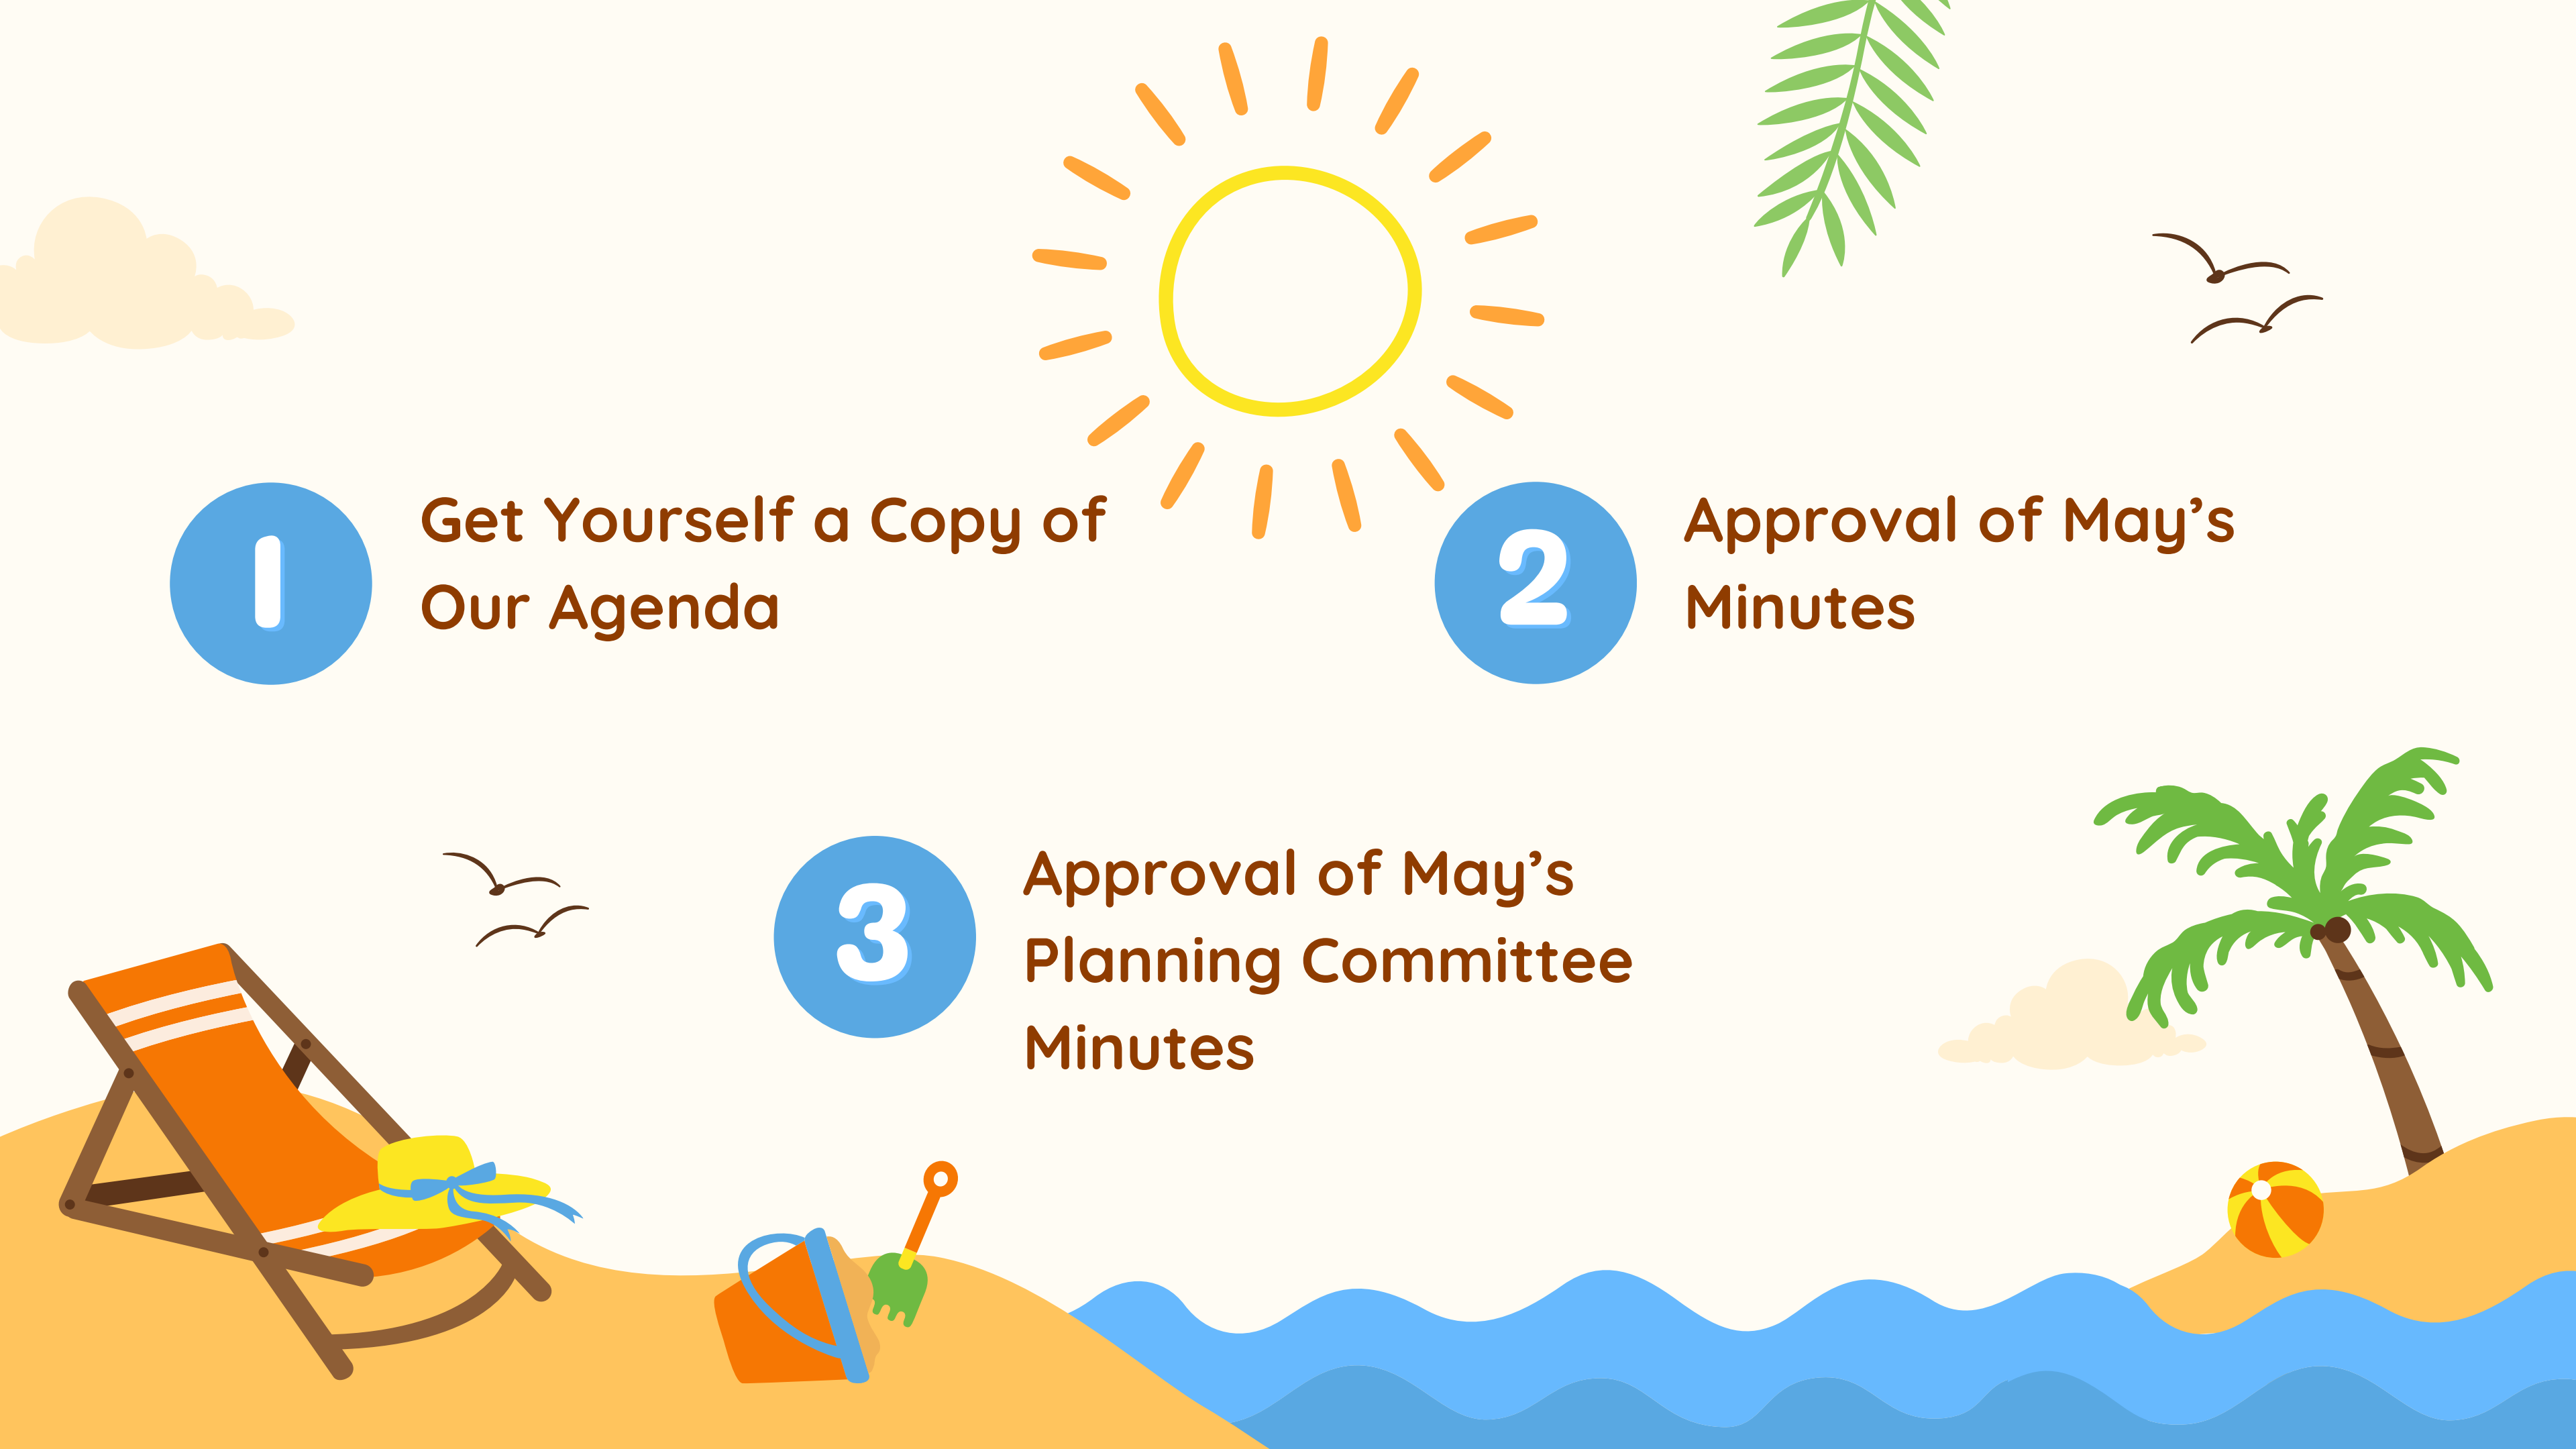 1
Get Yourself a Copy of
Our Agenda
2
Approval of May’s
Minutes
3
Approval of May’s
Planning Committee
Minutes